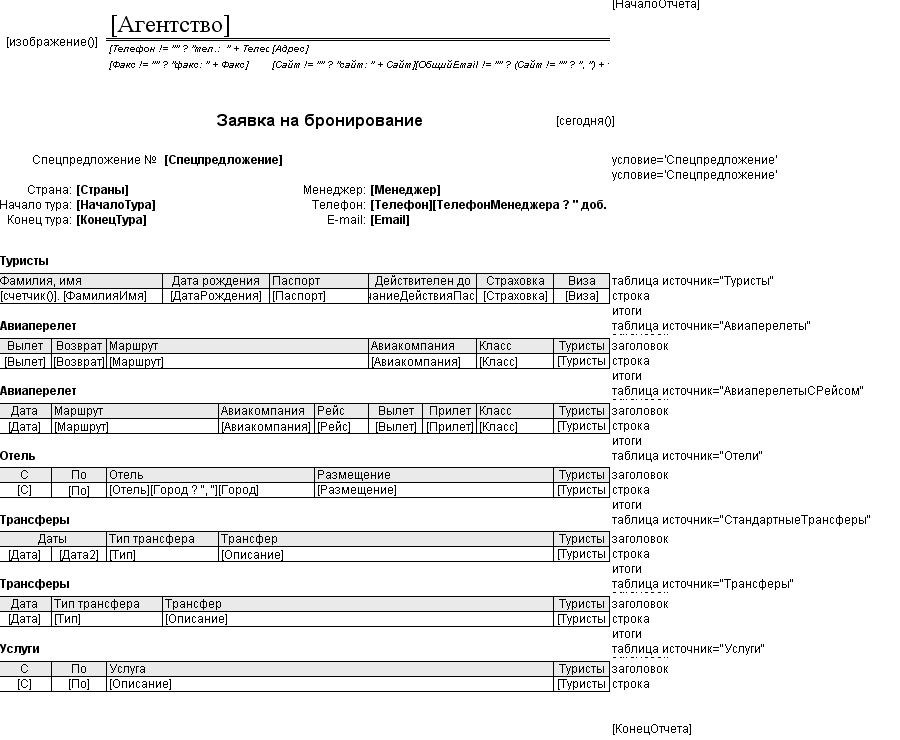 [НачалоОтчета]
[Агентство]
[изображение()]
[Телефон != "" ? "тел.: " + Телеc [Адрес]
[Факс != "" ? "факс: " + Факс] [Сайт != "" ? "сайт: " + Сайт][ОбщийEmail != "" ? (Сайт != "" ? ", ") + 
Заявка на бронирование [сегодня()]
Спецпредложение № [Спецпредложение] условие='Спецпредложение'
условие='Спецпредложение'
Страна: [Страны] Менеджер: [Менеджер]
Начало тура: [НачалоТура] Телефон: [Телефон][ТелефонМенеджера ? " доб.
Конец тура: [КонецТура] E-mail: [Email]
Туристы
Фамилия, имя Дата рождения Паспорт Действителен до Страховка Виза таблица источник="Туристы"
[счетчик()]. [ФамилияИмя] [ДатаРождения] [Паспорт] чаниеДействияПас [Страховка] [Виза] строка
итоги
Авиаперелет таблица источник="Авиаперелеты"
Вылет Возврат Маршрут Авиакомпания Класс Туристы заголовок
[Вылет] [Возврат] [Маршрут] [Авиакомпания] [Класс] [Туристы строка
итоги
Авиаперелет таблица источник="АвиаперелетыСРейсом"
Дата Маршрут Авиакомпания Рейс Вылет Прилет Класс Туристы заголовок
[Дата] [Маршрут] [Авиакомпания] [Рейс] [Вылет] [Прилет] [Класс] [Туристы строка
итоги
Отель таблица источник="Отели"
С По Отель Размещение Туристы заголовок
[С] [По] [Отель][Город ? ", "][Город] [Размещение] [Туристы строка
итоги
Трансферы таблица источник="СтандартныеТрансферы"
Даты Тип трансфера Трансфер Туристы заголовок
[Дата] [Дата2] [Тип] [Описание] [Туристы строка
итоги
Трансферы таблица источник="Трансферы"
Дата Тип трансфера Трансфер Туристы заголовок
[Дата] [Тип] [Описание] [Туристы строка
итоги
Услуги таблица источник="Услуги"
С По Услуга Туристы заголовок
[С] [По] [Описание] [Туристы строка
[КонецОтчета]